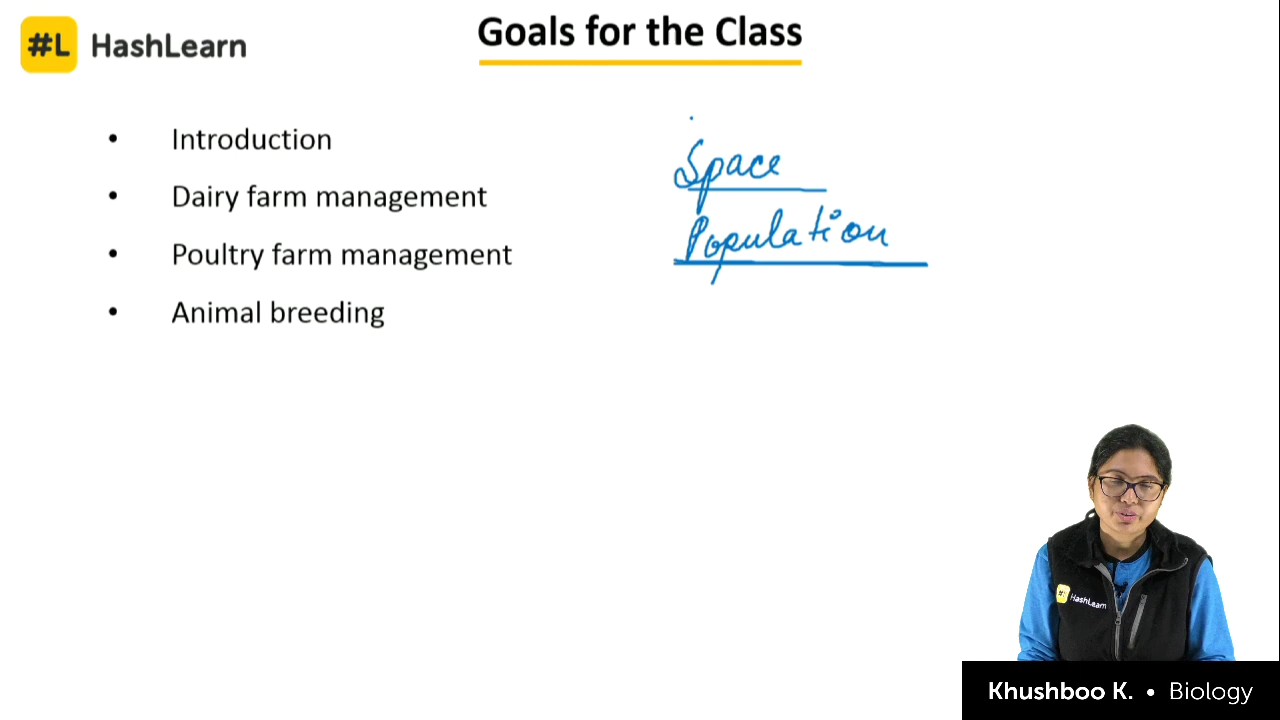 #L HashLearn
Goals for the Class
• Introduction
• Dairy farm management
• Poultry farm management
• Animal breeding
Space
Population
#L HashLearn
Khushboo K. • Biology